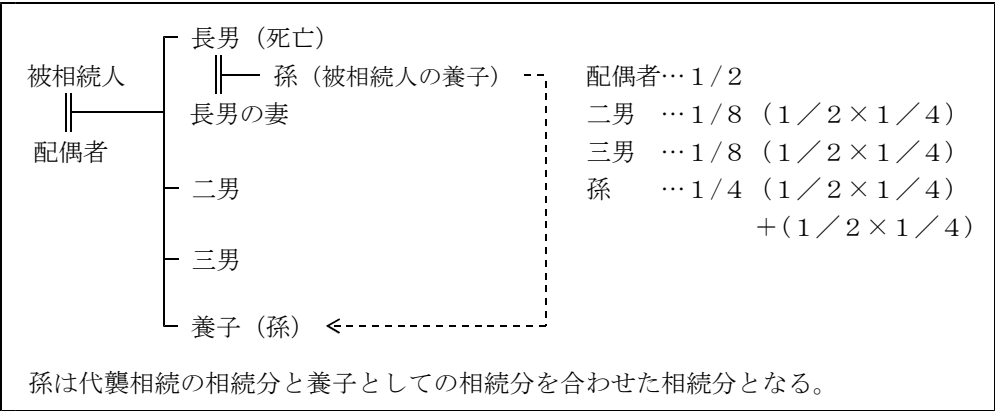 長男（死亡）
被相続人
孫（被相続人の養子）
長男の妻
配偶者
二男
三男
養子（孫）
配偶者…１/２
二男　…１/８（１／２×１／４）
三男　…１/８（１／２×１／４）
孫　　…１/４（１／２×１／４）
＋(１／２×１／４)
孫は代襲相続の相続分と養子としての相続分を合わせた相続分となる。